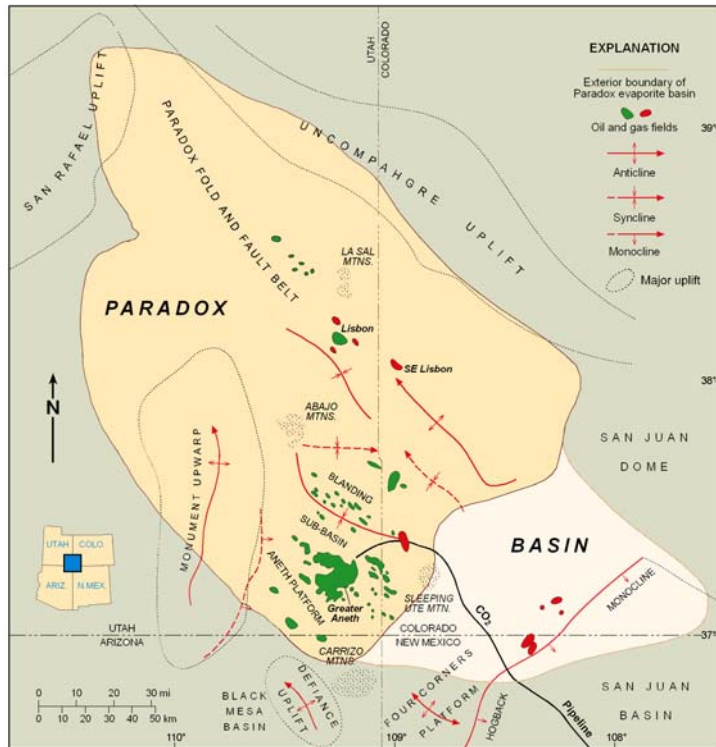 UTAH
COLORADO
EXPLANATION
Exterior boundary of
Paradox evaporite basin
Oil and gas fields
Anticline
Syncline
Monocline
Major uplift
39°
SAN RAFAEL UPLIFT
UNCOMPAHGRE UPLIFT
PARADOX FOLD AND FAULT BELT
LA SAL
MTNS.
PARADOX
Lisbon
SE Lisbon
38°
N
ABAJO
MTNS.
SAN JUAN
DOME
MONUMENT UPWARP
BLANDING
SUB-BASIN
BASIN
UTAH COLO.
ARIZ. N.MEX.
ANETH PLATFORM
Greater
Aneth
SLEEPING
UTE MTN.
CO2
MONOCLINE
UTAH
ARIZONA
COLORADO
NEW MEXICO
37°
CARRIZO
MTNS.
0 10 20 30 mi
0 10 20 30 40 50 km
BLACK
MESA
BASIN
DEFIANCE
UPLIFT
FOUR CORNERS
PLATFORM
HOGBACK
Pipeline
SAN JUAN
BASIN
110°
109°
108°